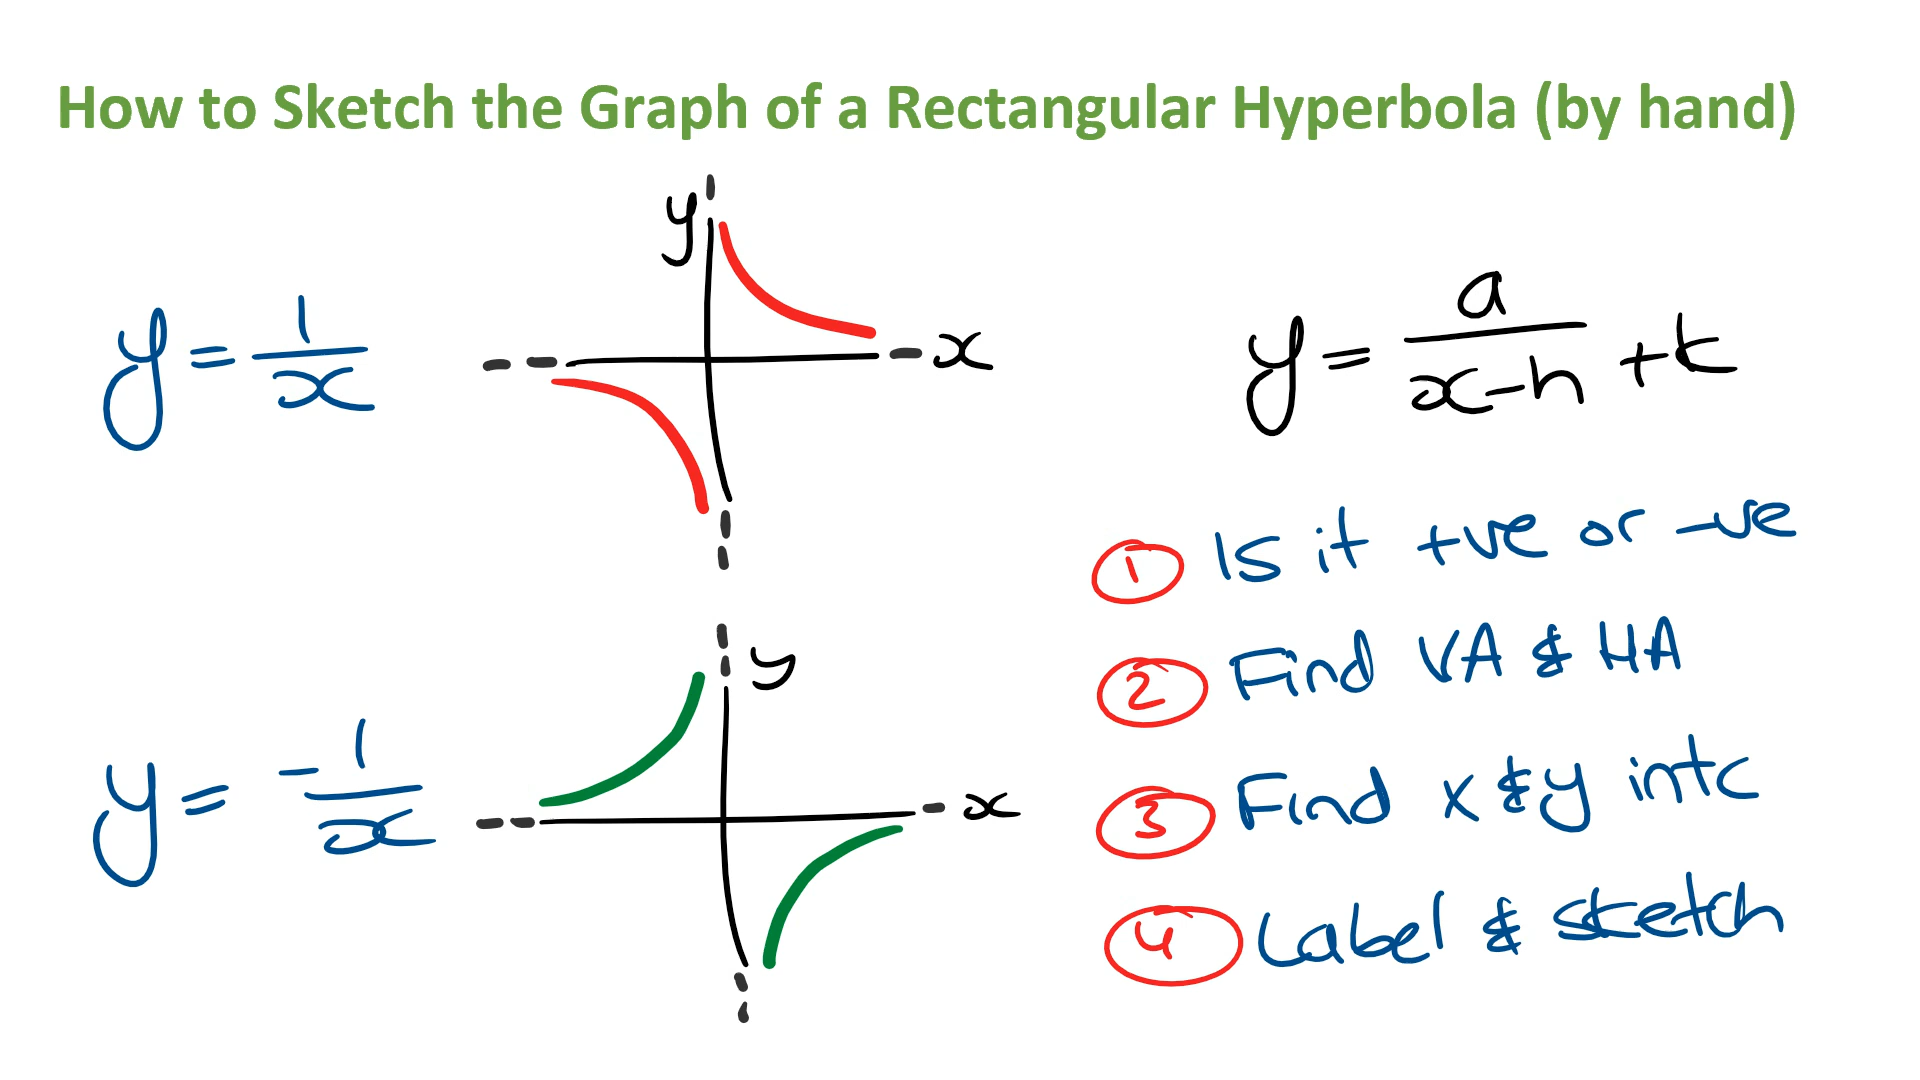 How to Sketch the Graph of a Rectangular Hyperbola (by hand)
y
y = 1/x
x
y = a/(x-h) + k
1 Is it +ve or -ve
2 Find VA & HA
y
y = -1/x
x
3 Find x & y intc
4 Label & sketch